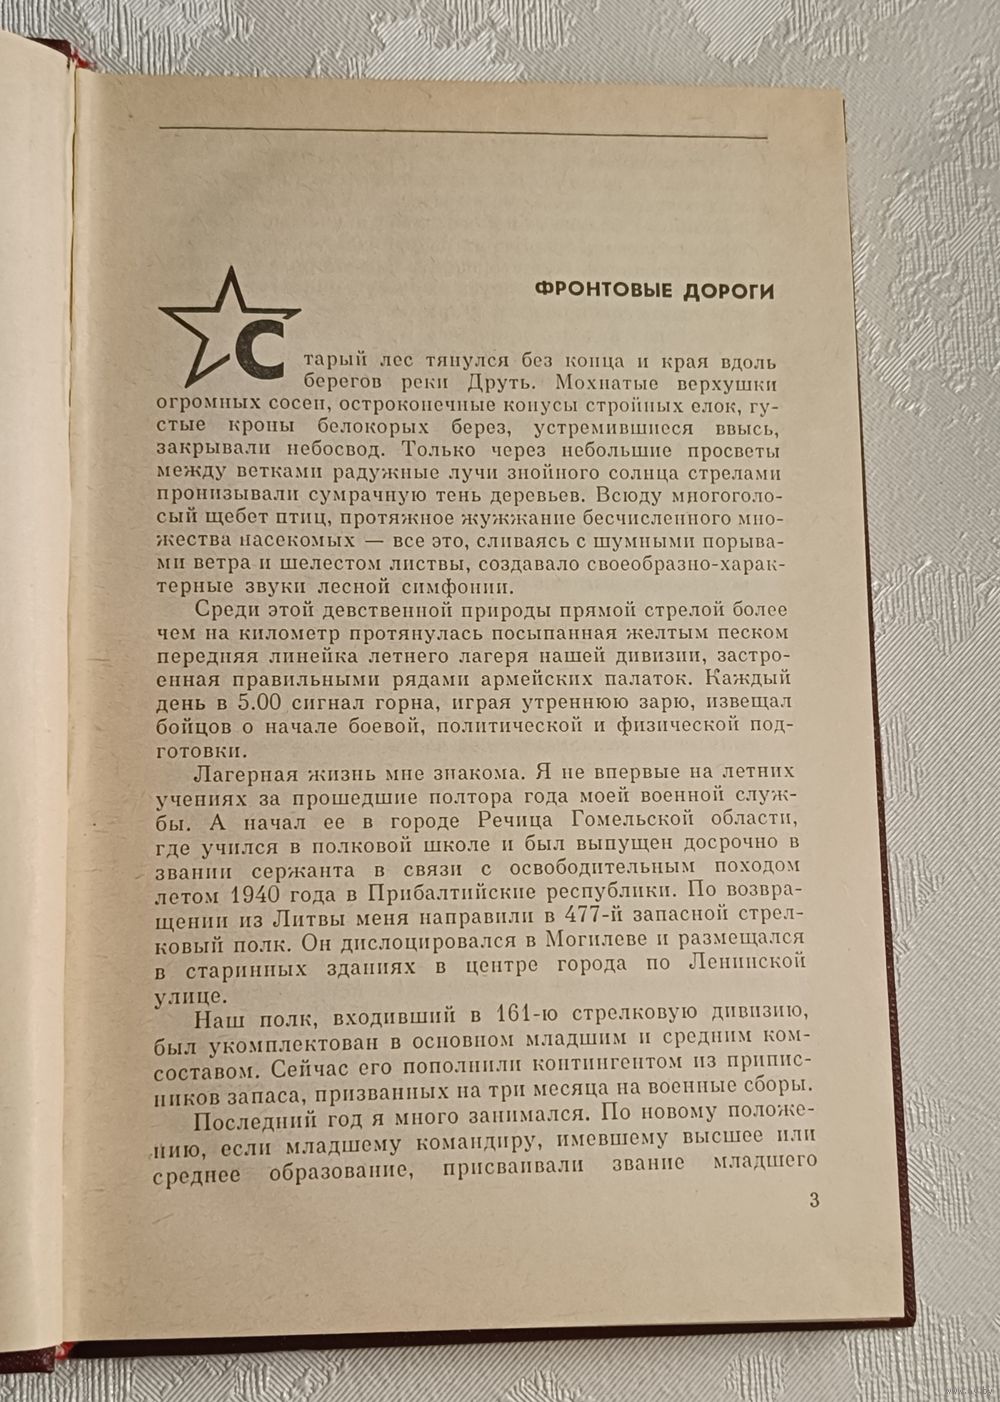 ФРОНТОВЫЕ ДОРОГИ
Старый лес тянулся без конца и края вдоль
берегов реки Друть. Мохнатые верхушки
огромных сосен, остроконечные конусы стройных елок, гу-
стые кроны белокорых берез, устремившиеся ввысь,
закрывали небосвод. Только через небольшие просветы
между ветками радужные лучи знойного солнца стрелами
пронизывали сумрачную тень деревьев. Всюду многоголо-
сый щебет птиц, протяжное жужжание бесчисленного мно-
жества насекомых — все это, сливаясь с шумными порыва-
ми ветра и шелестом листвы, создавало своеобразно-харак-
терные звуки лесной симфонии.
Среди этой девственной природы прямой стрелой более
чем на километр протянулась посыпанная желтым песком
передняя линейка летнего лагеря нашей дивизии, застро-
енная правильными рядами армейских палаток. Каждый
день в 5.00 сигнал горна, играя утреннюю зарю, извещал
бойцов о начале боевой, политической и физической под-
готовки.
Лагерная жизнь мне знакома. Я не впервые на летних
учениях за прошедшие полтора года моей военной служ-
бы. А начал ее в городе Речица Гомельской области,
где учился в полковой школе и был выпущен досрочно в
звании сержанта в связи с освободительным походом
летом 1940 года в Прибалтийские республики. По возвра-
щении из Литвы меня направили в 477-й запасной стрел-
ковый полк. Он дислоцировался в Могилеве и размещался
в старинных зданиях в центре города по Ленинской
улице.
Наш полк, входивший в 161-ю стрелковую дивизию,
был укомплектован в основном младшим и средним ком-
составом. Сейчас его пополнили контингентом из припис-
ников запаса, призванных на три месяца на военные сборы.
Последний год я много занимался. По новому положе-
нию, если младшему командиру, имевшему высшее или
среднее образование, присваивали звание младшего
3